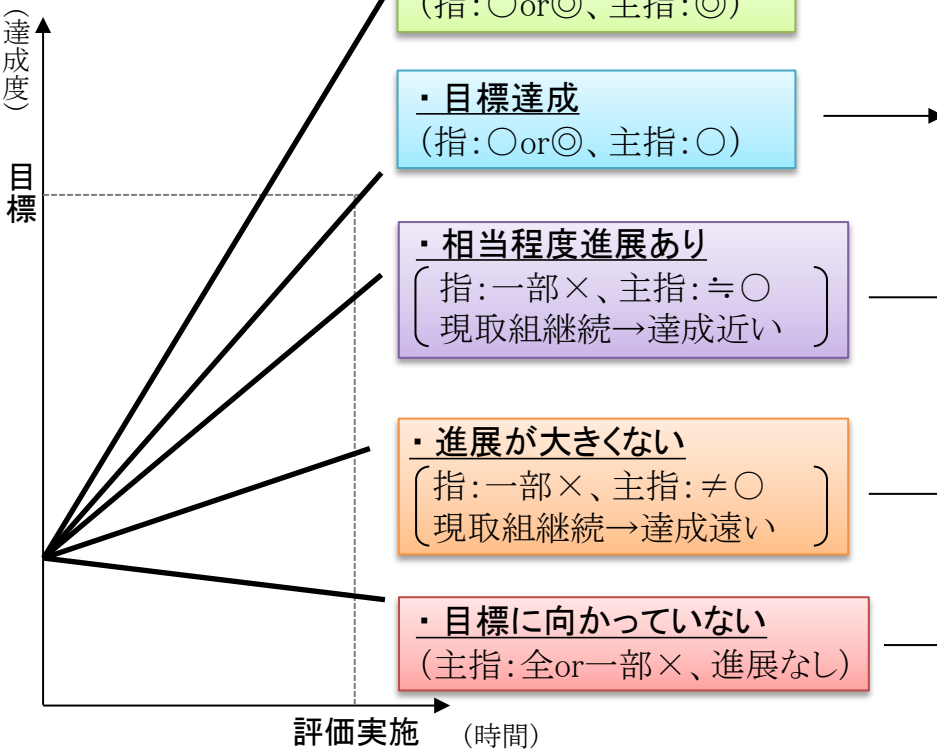 (達成度)
(指:○or◎、主指:◎)
・目標達成
(指:○or◎、主指:○)
目標
・相当程度進展あり
指:一部×、主指:≒○
現取組継続→達成近い
・進展が大きくない
指:一部×、主指:≠○
現取組継続→達成遠い
・目標に向かっていない
(主指:全or一部×、進展なし)
評価実施 (時間)